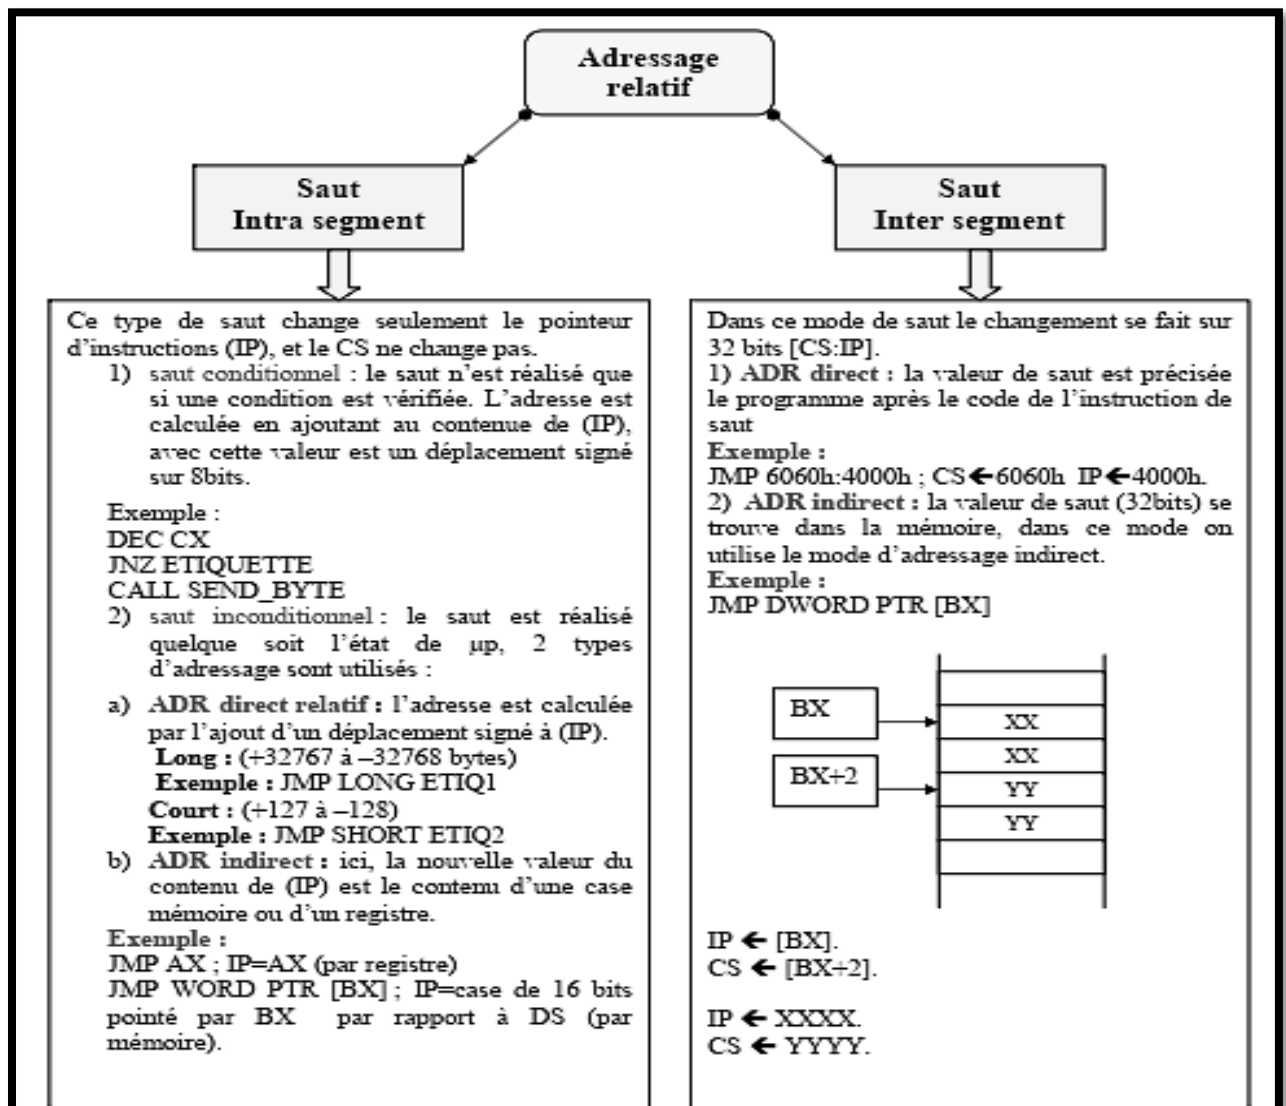 Adressage
relatif
Saut
Intra segment
Saut
Inter segment
Ce type de saut change seulement le pointeur
d'instructions (IP), et le CS ne change pas.
1) saut conditionnel : le saut n'est réalisé que
si une condition est vérifiée. L'adresse est
calculée en ajoutant au contenue de (IP),
avec cette valeur est un déplacement signé
sur 8bits.
Exemple :
DEC CX
JNZ ETIQUETTE
CALL SEND_BYTE
2) saut inconditionnel : le saut est réalisé
quelque soit l'état de µp, 2 types
d'adressage sont utilisés :
a) ADR direct relatif : l'adresse est calculée
par l'ajout d'un déplacement signé à (IP).
Long : (+32767 à –32768 bytes)
Exemple : JMP LONG ETIQ1
Court : (+127 à –128)
Exemple : JMP SHORT ETIQ2
b) ADR indirect : ici, la nouvelle valeur du
contenu de (IP) est le contenu d'une case
mémoire ou d'un registre.
Exemple :
JMP AX ; IP=AX (par registre)
JMP WORD PTR [BX] ; IP=case de 16 bits
pointé par BX par rapport à DS (par
mémoire).
Dans ce mode de saut le changement se fait sur
32 bits [CS:IP].
1) ADR direct : la valeur de saut est précisée
le programme après le code de l'instruction de
saut
Exemple :
JMP 6060h:4000h ; CS🡨6060h IP🡨4000h.
2) ADR indirect : la valeur de saut (32bits) se
trouve dans la mémoire, dans ce mode on
utilise le mode d'adressage indirect.
Exemple :
JMP DWORD PTR [BX]
BX
XX
XX
BX+2
YY
YY
IP 🡨 [BX].
CS 🡨 [BX+2].
IP 🡨 XXXX.
CS 🡨 YYYY.